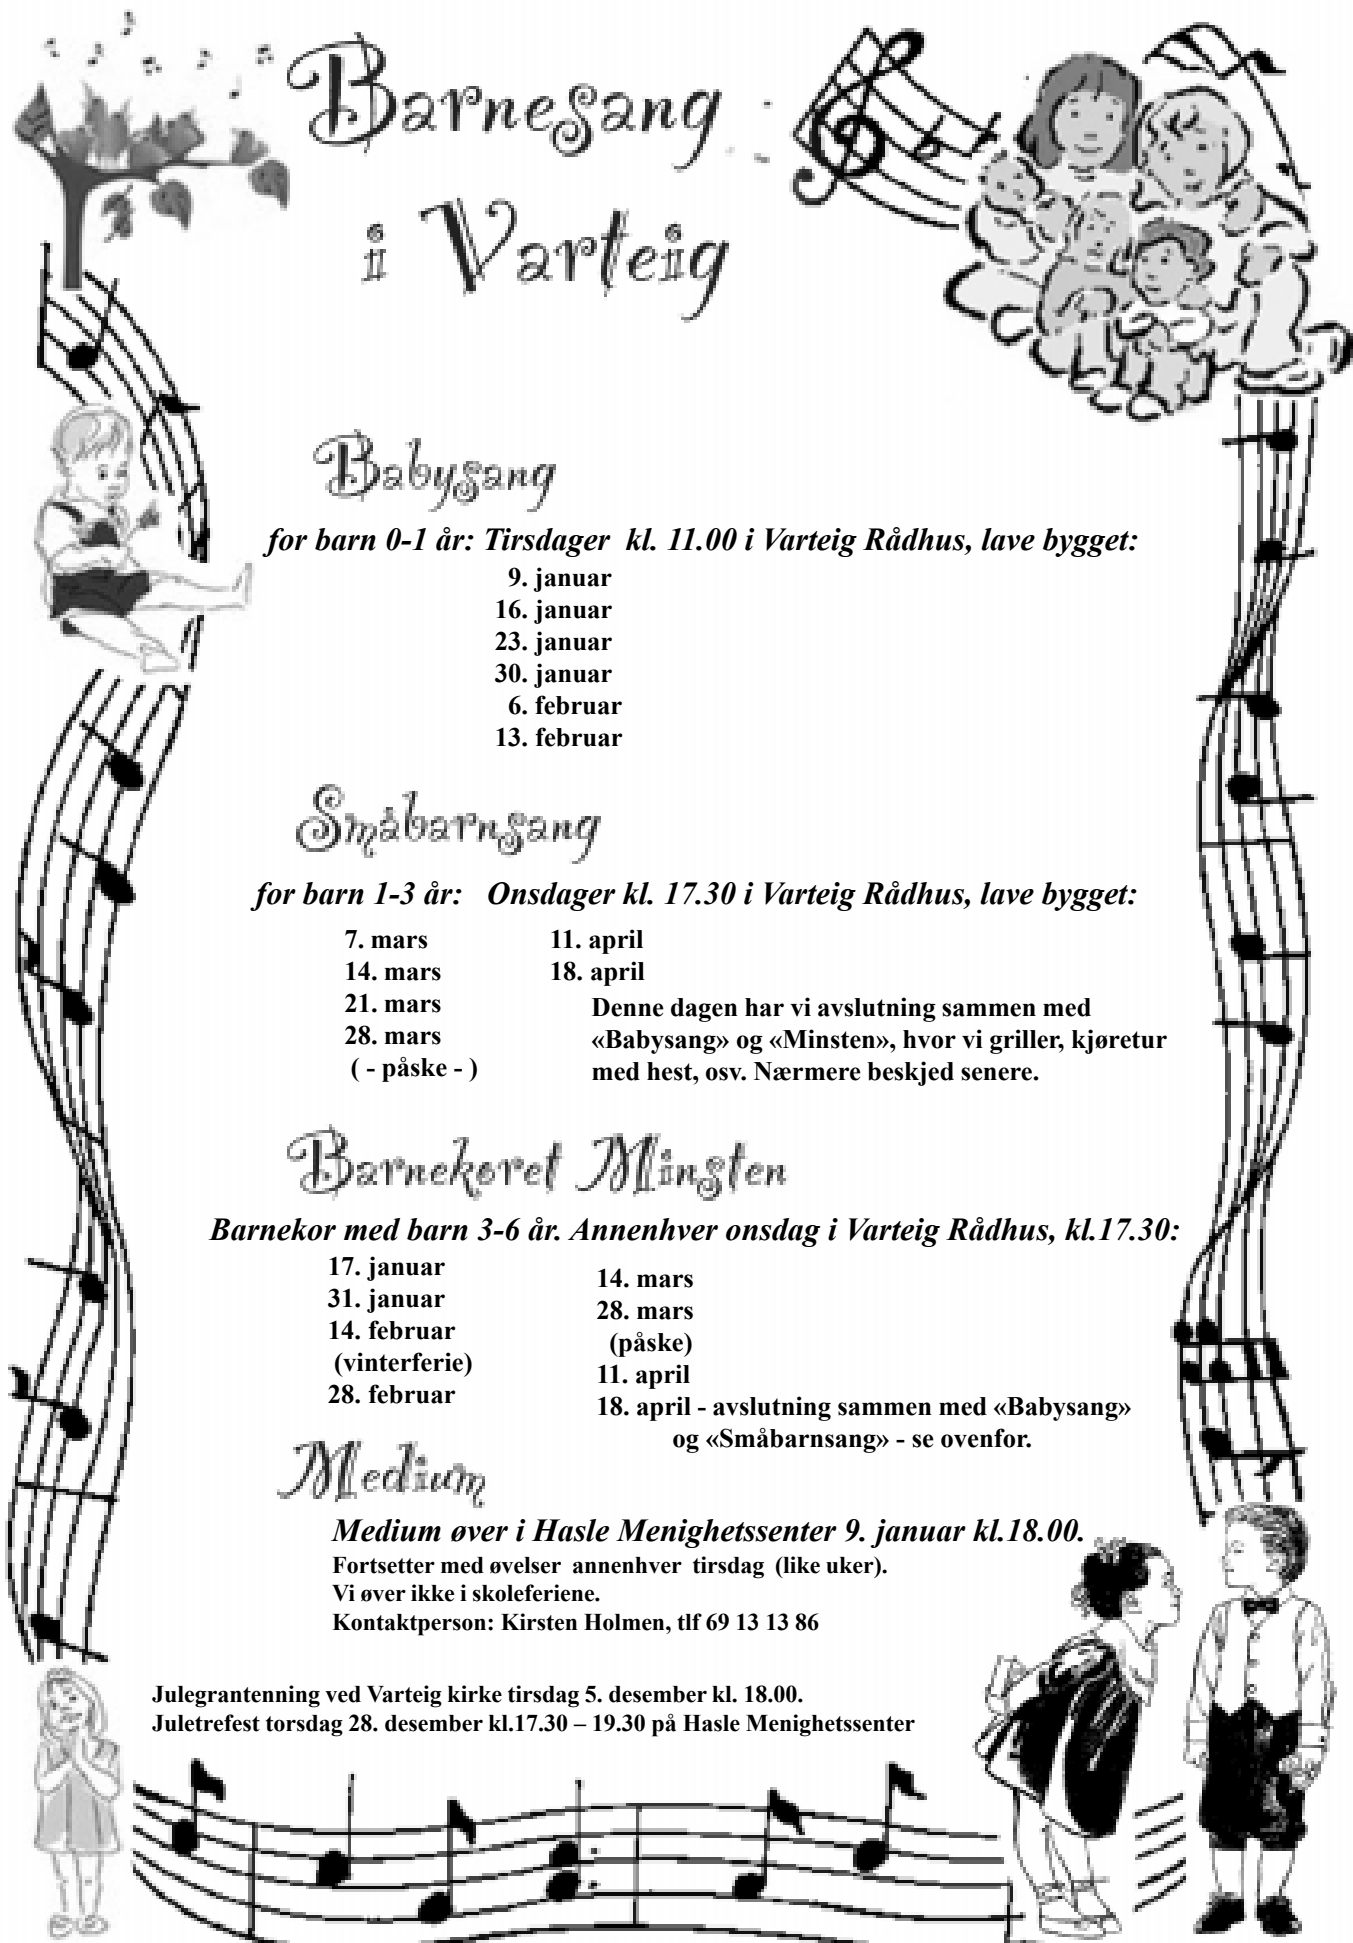 Barnesang
i Varteig
Babysang
for barn 0-1 år: Tirsdager kl. 11.00 i Varteig Rådhus, lave bygget:
9. januar
16. januar
23. januar
30. januar
6. februar
13. februar
Småbarnsang
for barn 1-3 år: Onsdager kl. 17.30 i Varteig Rådhus, lave bygget:
7. mars
14. mars
21. mars
28. mars
( - påske - )
11. april
18. april
Denne dagen har vi avslutning sammen med
«Babysang» og «Minsten», hvor vi griller, kjøretur
med hest, osv. Nærmere beskjed senere.
Barnekoret Minsten
Barnekor med barn 3-6 år. Annenhver onsdag i Varteig Rådhus, kl.17.30:
17. januar
31. januar
14. februar
(vinterferie)
28. februar
14. mars
28. mars
(påske)
11. april
18. april - avslutning sammen med «Babysang»
og «Småbarnsang» - se ovenfor.
Medium
Medium øver i Hasle Menighetssenter 9. januar kl.18.00.
Fortsetter med øvelser annenhver tirsdag (like uker).
Vi øver ikke i skoleferiene.
Kontaktperson: Kirsten Holmen, tlf 69 13 13 86
Julegrantenning ved Varteig kirke tirsdag 5. desember kl. 18.00.
Juletrefest torsdag 28. desember kl.17.30 – 19.30 på Hasle Menighetssenter